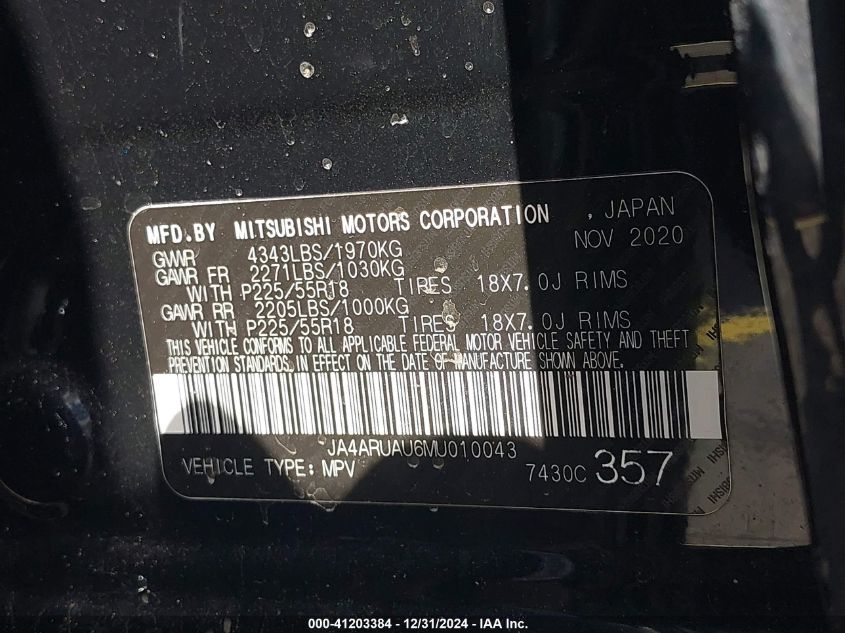 MFD.BY MITSUBISHI MOTORS CORPORATION , JAPAN
NOV 2020
GVWR 4343LBS/1970KG
GAWR FR 2271LBS/1030KG
WITH P225/55R18 TIRES 18X7.0J RIMS
GAWR RR 2205LBS/1000KG
WITH P225/55R18 TIRES 18X7.0J RIMS
THIS VEHICLE CONFORMS TO ALL APPLICABLE FEDERAL MOTOR VEHICLE SAFETY AND THEFT
PREVENTION STANDARDS IN EFFECT ON THE DATE OF MANUFACTURE SHOWN ABOVE.
JA4ARUAU6MU010043
VEHICLE TYPE: MPV 7430C 357
000-41203384 - 12/31/2024 - IAA Inc.